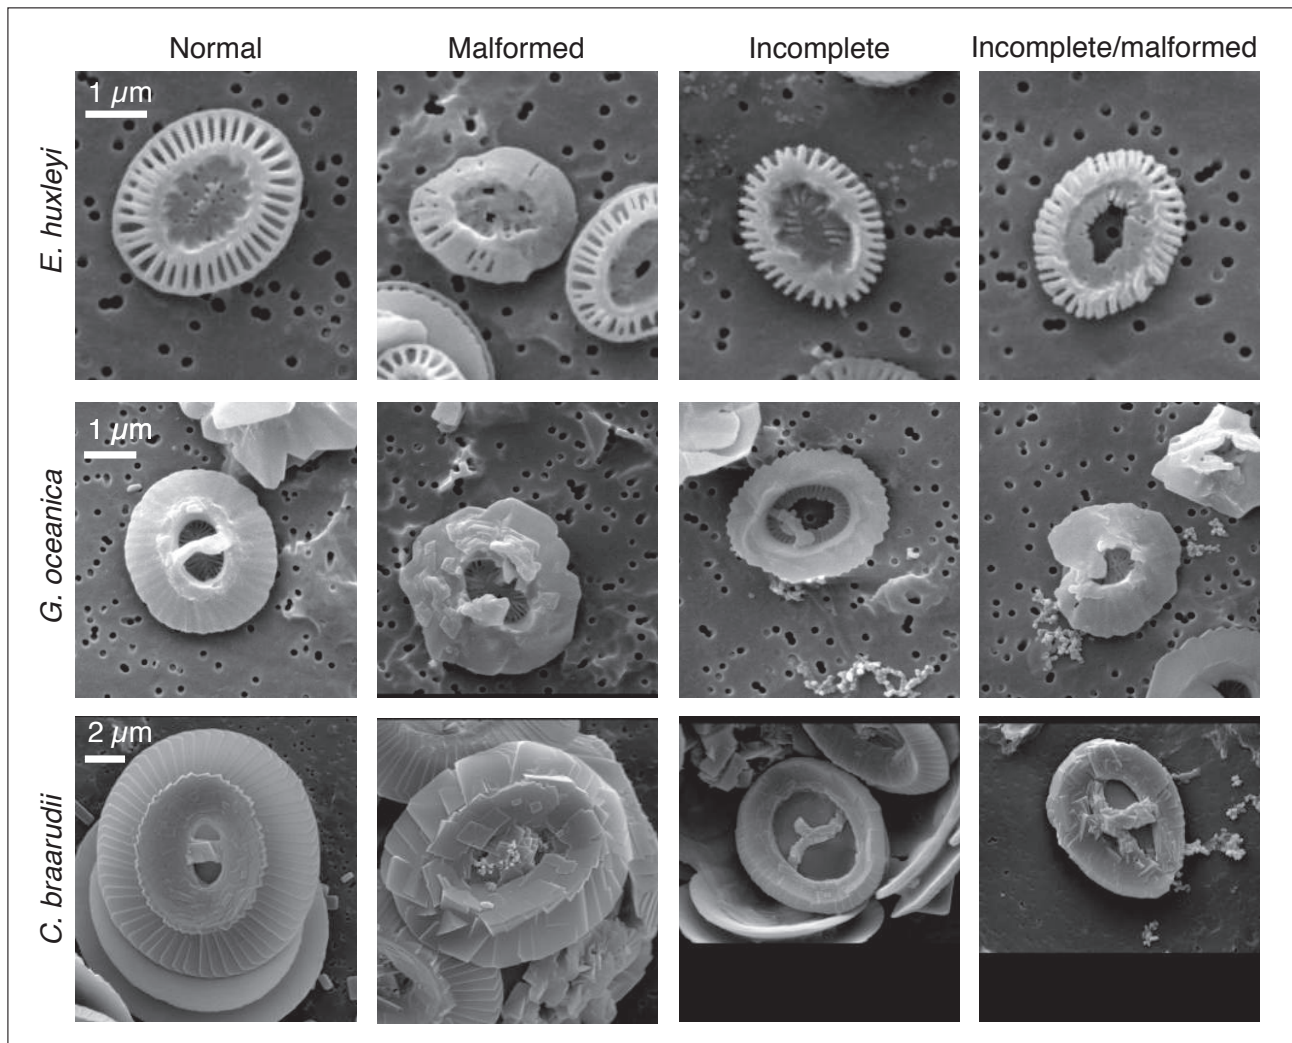 Normal
Malformed
Incomplete
Incomplete/malformed
E. huxleyi
1 µm
G. oceanica
1 µm
C. braarudii
2 µm